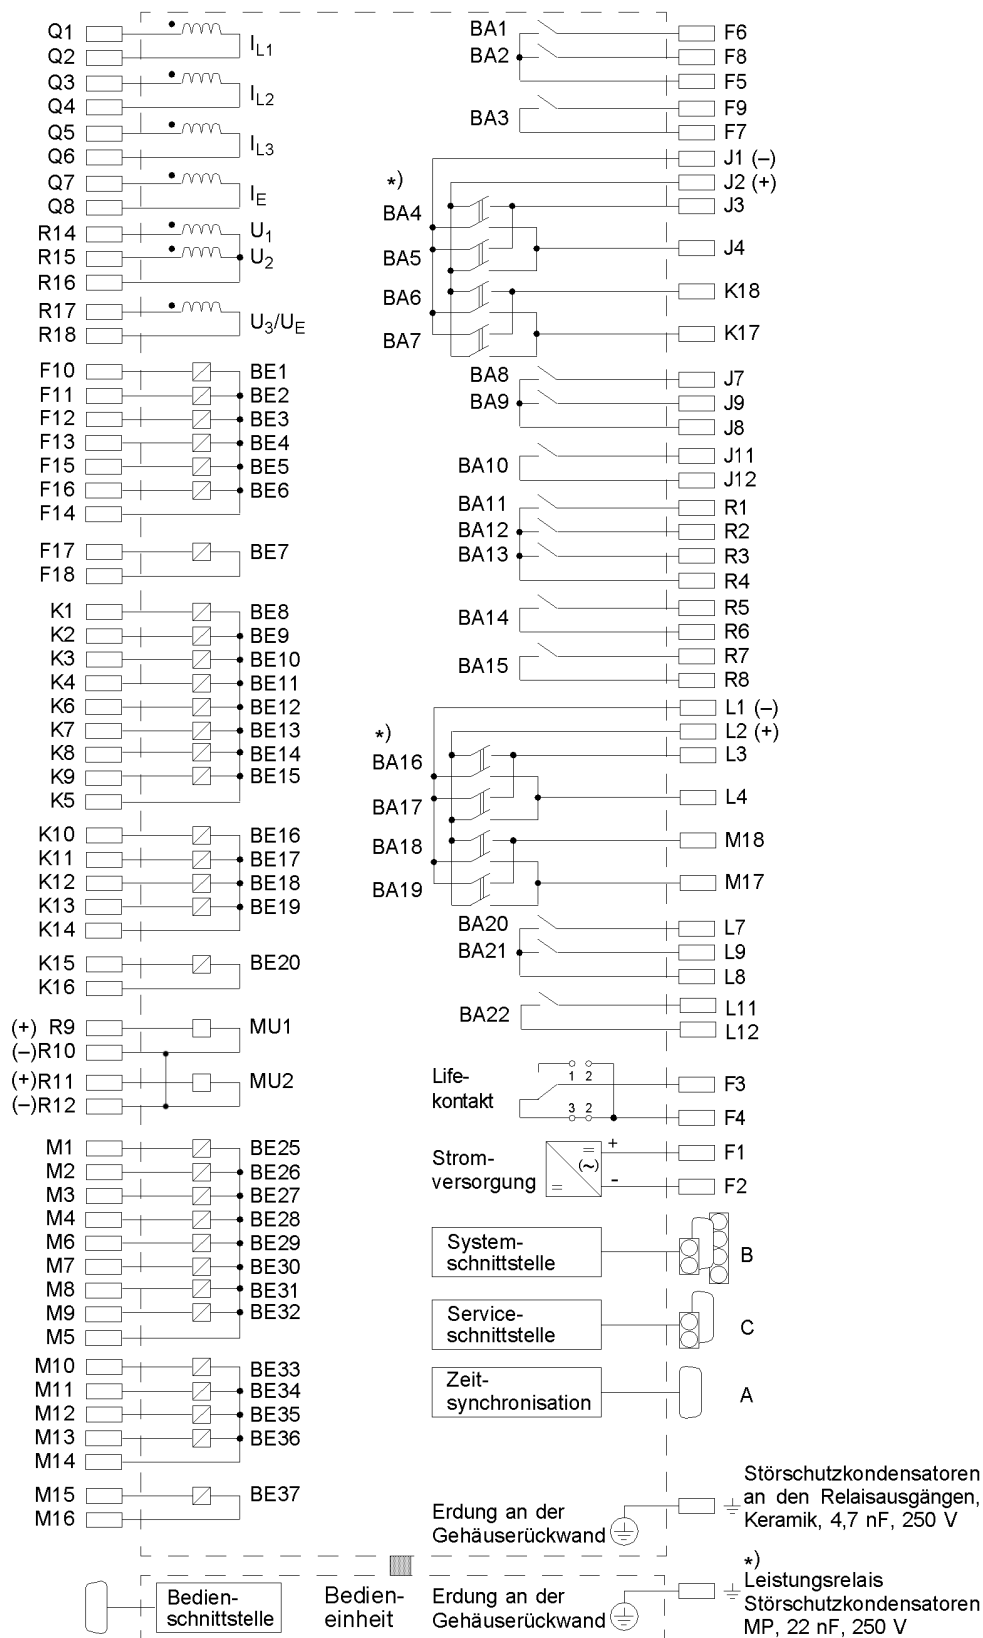 Q1
Q2
I L1
Q3
Q4
I L2
Q5
Q6
I L3
Q7
Q8
I E
R14 U1
R15 U2
R16
R17
R18
U3/UE
F10 BE1
F11 BE2
F12 BE3
F13 BE4
F15 BE5
F16 BE6
F14
F17 BE7
F18
K1 BE8
K2 BE9
K3 BE10
K4 BE11
K6 BE12
K7 BE13
K8 BE14
K9 BE15
K5
K10 BE16
K11 BE17
K12 BE18
K13 BE19
K14
K15 BE20
K16
(+) R9 MU1
(–)R10
(+)R11 MU2
(–)R12
M1 BE25
M2 BE26
M3 BE27
M4 BE28
M6 BE29
M7 BE30
M8 BE31
M9 BE32
M5
M10 BE33
M11 BE34
M12 BE35
M13 BE36
M14
M15 BE37
M16
BA1 F6
BA2 F8
F5
BA3 F9
F7
J1 (–)
*) J2 (+)
BA4 J3
BA5 J4
BA6 K18
BA7 K17
BA8 J7
BA9 J9
J8
BA10 J11
J12
BA11 R1
BA12 R2
BA13 R3
R4
BA14 R5
R6
BA15 R7
R8
L1 (–)
*) L2 (+)
BA16 L3
BA17 L4
BA18 M18
BA19 M17
BA20 L7
BA21 L9
L8
BA22 L11
L12
Life-
kontakt
1 2
3 2
F3
F4
Strom-
versorgung
= (~)
=
+ F1
- F2
System-
schnittstelle
B
Service-
schnittstelle
C
Zeit-
synchronisation
A
Erdung an der
Gehäuserückwand
Störschutzkondensatoren
an den Relaisausgängen,
Keramik, 4,7 nF, 250 V
Bedien-
schnittstelle
Bedien-
einheit
Erdung an der
Gehäuserückwand
*)
Leistungsrelais
Störschutzkondensatoren
MP, 22 nF, 250 V